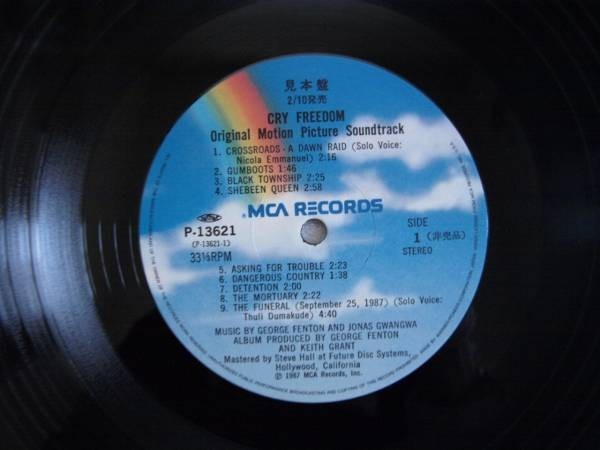 見本盤
2/10発売
CRY FREEDOM
Original Motion Picture Soundtrack
1. CROSSROADS - A DAWN RAID (Solo Voice:
Nicola Emmanuel) 2:16
2. GUMBOOTS 1:46
3. BLACK TOWNSHIP 2:25
4. SHEBEEN QUEEN 2:58
MCA RECORDS
P-13621
(P-13621-1)
33⅓RPM
SIDE
1 (非売品)
STEREO
5. ASKING FOR TROUBLE 2:23
6. DANGEROUS COUNTRY 1:38
7. DETENTION 2:00
8. THE MORTUARY 2:22
9. THE FUNERAL (September 25, 1987) (Solo Voice:
Thuli Dumakude) 4:40
MUSIC BY GEORGE FENTON AND JONAS GWANGWA
ALBUM PRODUCED BY GEORGE FENTON
AND KEITH GRANT
Mastered by Steve Hall at Future Disc Systems,
Hollywood, California
℗ 1987 MCA Records, Inc.